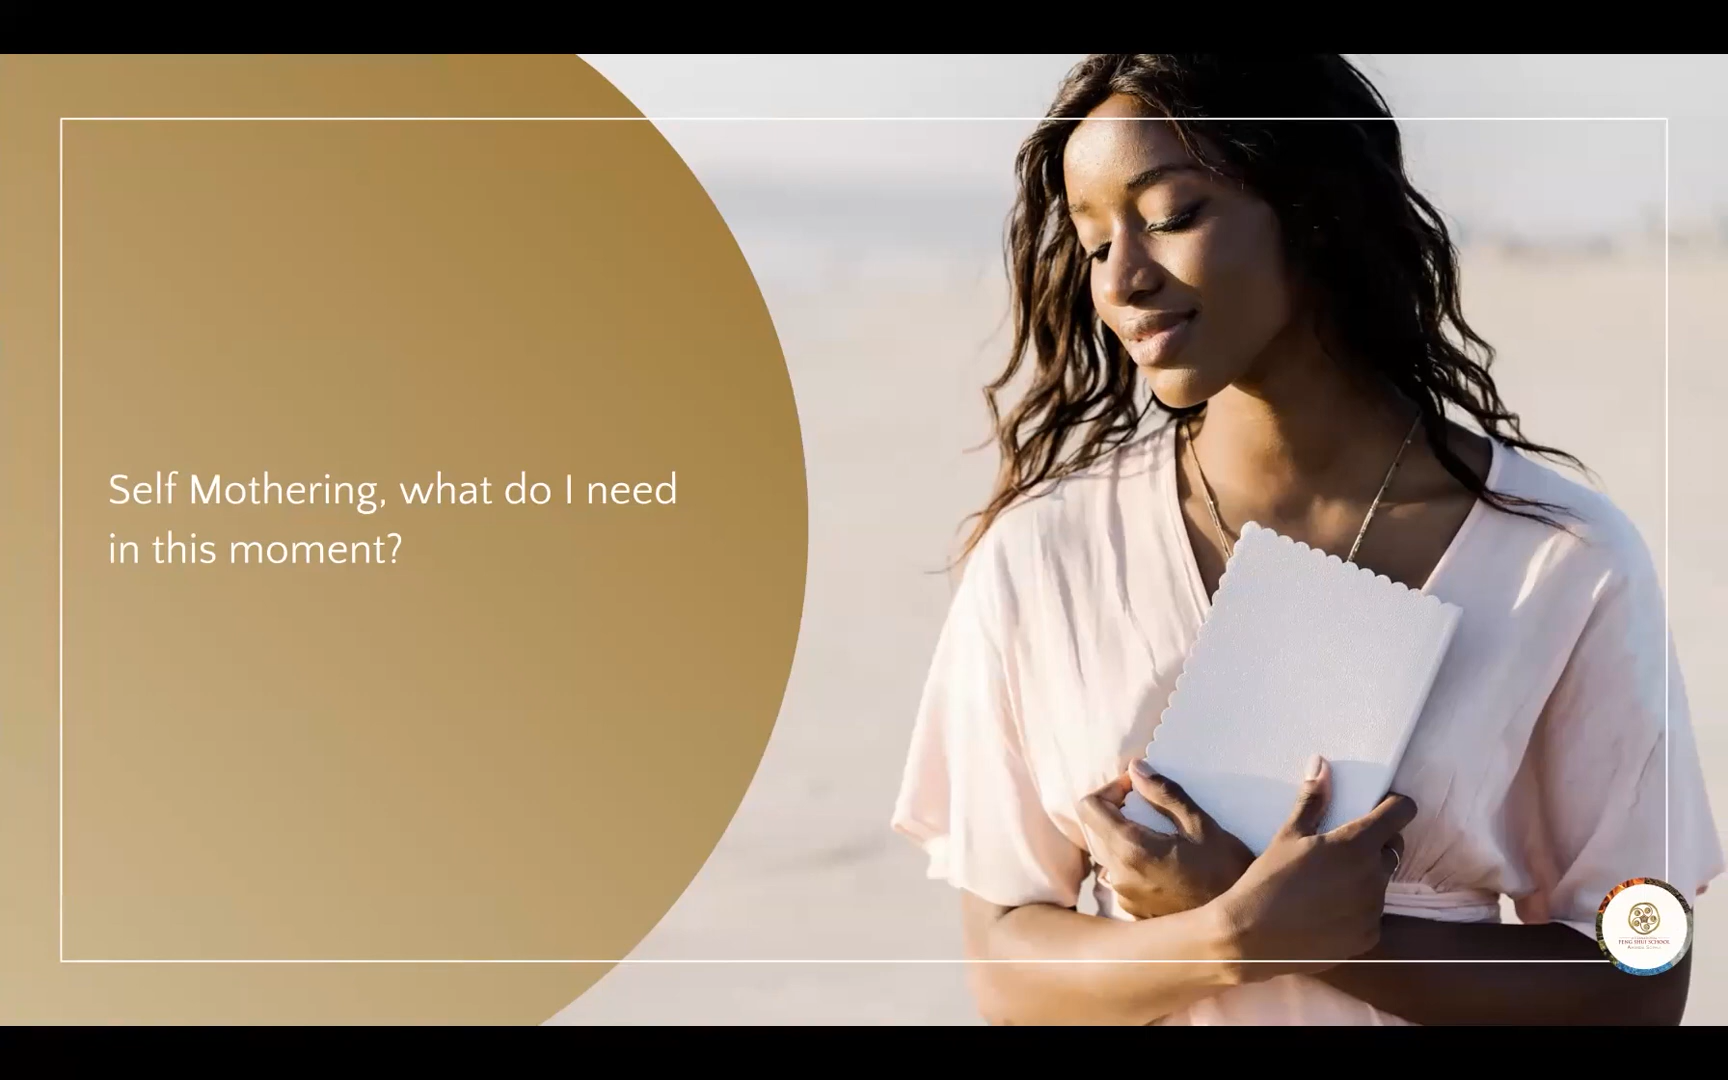 Self Mothering, what do I need
in this moment?
FENG SHUI SCHOOL